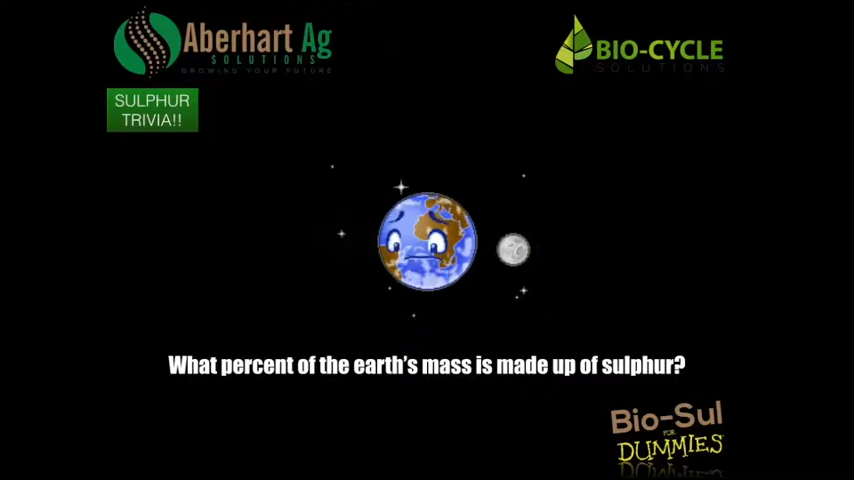 Aberhart Ag
SOLUTIONS
GROWING YOUR FUTURE
BIO-CYCLE
SOLUTIONS
SULPHUR
TRIVIA!!
What percent of the earth's mass is made up of sulphur?
Bio-Sul
FOR
DUMMIES